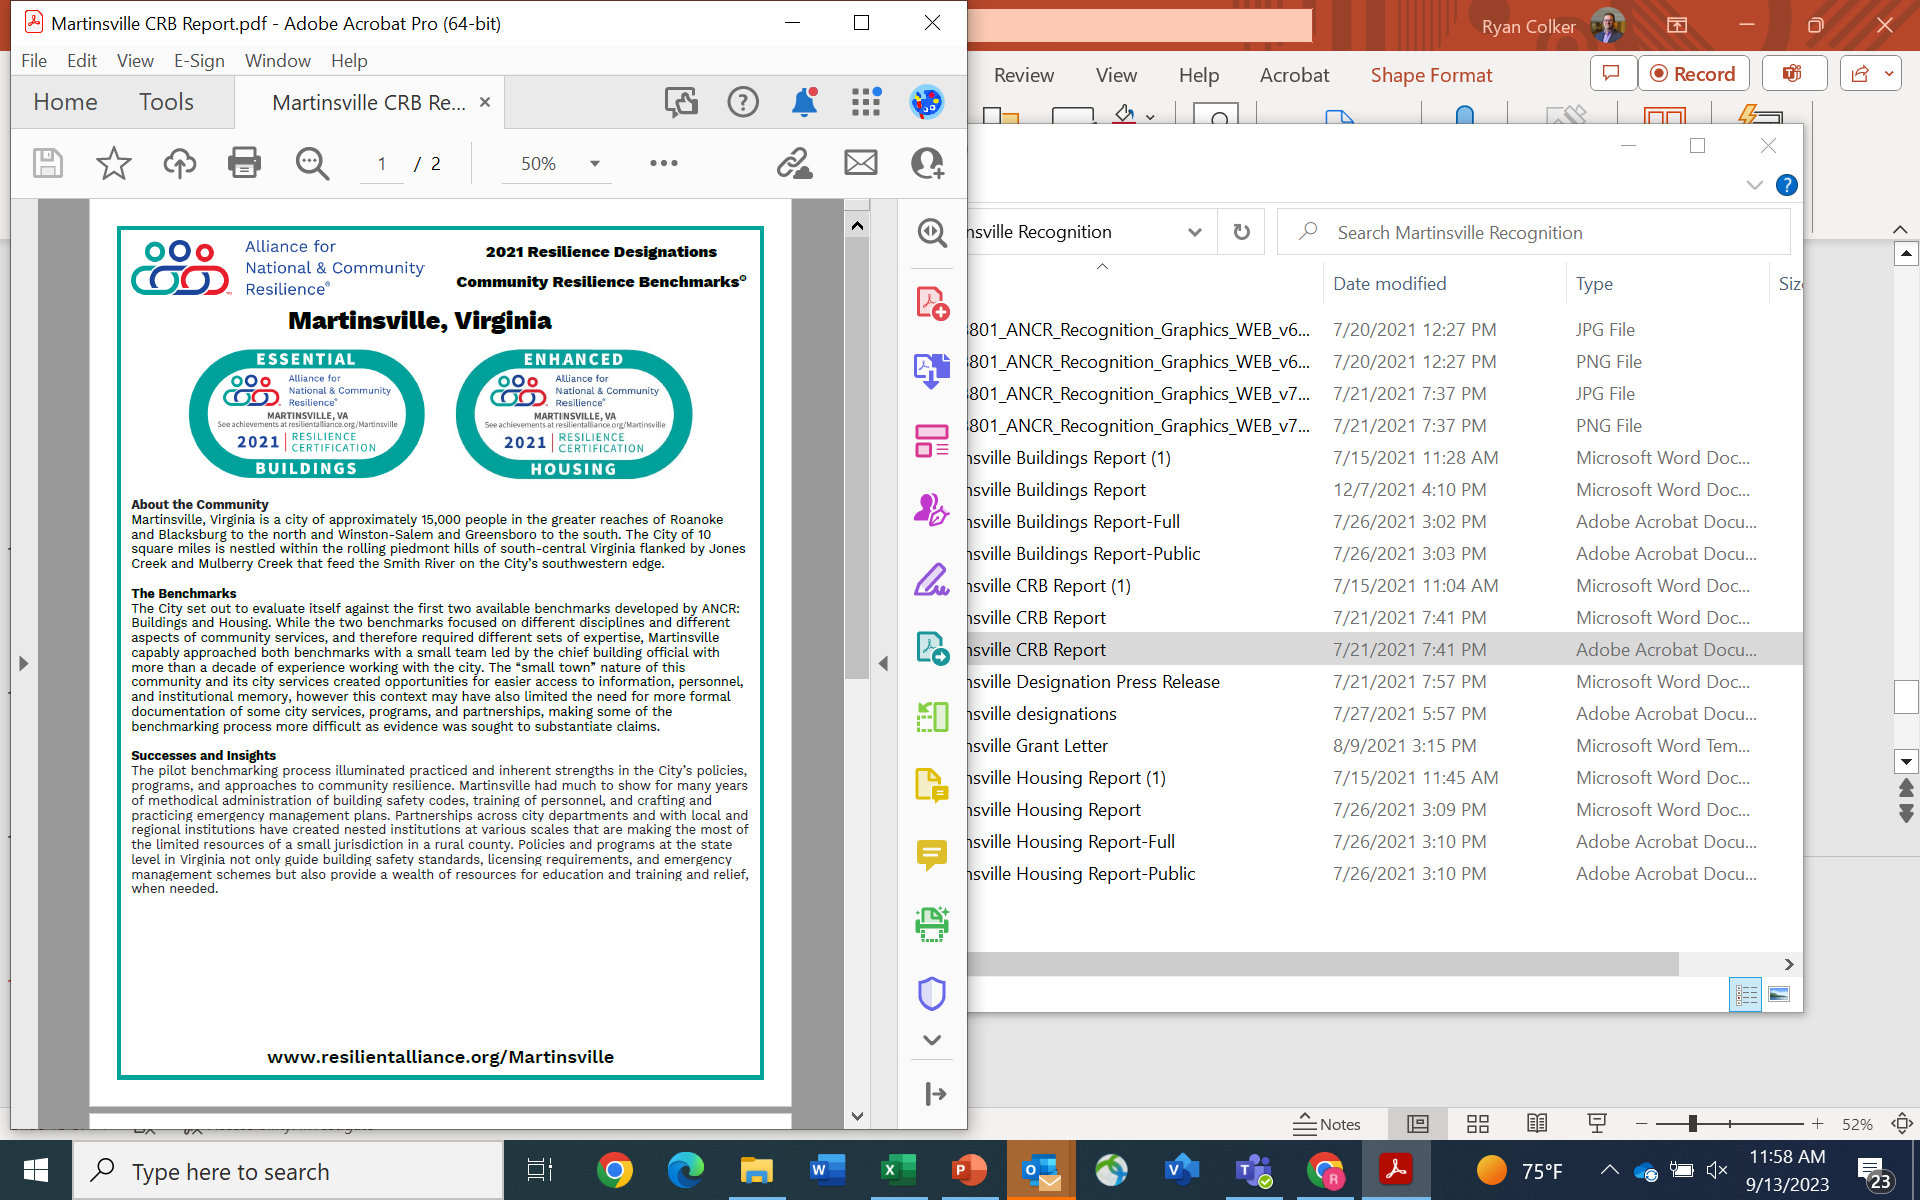 Martinsville CRB Report.pdf - Adobe Acrobat Pro (64-bit)
File Edit View E-Sign Window Help
Home Tools Martinsville CRB Re... ×
1 / 2 50%
Alliance for
National & Community
Resilience®
2021 Resilience Designations
Community Resilience Benchmarks®
Martinsville, Virginia
ESSENTIAL
Alliance for
National & Community
Resilience®
MARTINSVILLE, VA
See achievements at resilientalliance.org/Martinsville
2021 | RESILIENCE
CERTIFICATION
BUILDINGS
ENHANCED
Alliance for
National & Community
Resilience®
MARTINSVILLE, VA
See achievements at resilientalliance.org/Martinsville
2021 | RESILIENCE
CERTIFICATION
HOUSING
About the Community
Martinsville, Virginia is a city of approximately 15,000 people in the greater reaches of Roanoke
and Blacksburg to the north and Winston-Salem and Greensboro to the south. The City of 10
square miles is nestled within the rolling piedmont hills of south-central Virginia flanked by Jones
Creek and Mulberry Creek that feed the Smith River on the City's southwestern edge.
The Benchmarks
The City set out to evaluate itself against the first two available benchmarks developed by ANCR:
Buildings and Housing. While the two benchmarks focused on different disciplines and different
aspects of community services, and therefore required different sets of expertise, Martinsville
capably approached both benchmarks with a small team led by the chief building official with
more than a decade of experience working with the city. The “small town” nature of this
community and its city services created opportunities for easier access to information, personnel,
and institutional memory, however this context may have also limited the need for more formal
documentation of some city services, programs, and partnerships, making some of the
benchmarking process more difficult as evidence was sought to substantiate claims.
Successes and Insights
The pilot benchmarking process illuminated practiced and inherent strengths in the City's policies,
programs, and approaches to community resilience. Martinsville had much to show for many years
of methodical administration of building safety codes, training of personnel, and crafting and
practicing emergency management plans. Partnerships across city departments and with local and
regional institutions have created nested institutions at various scales that are making the most of
the limited resources of a small jurisdiction in a rural county. Policies and programs at the state
level in Virginia not only guide building safety standards, licensing requirements, and emergency
management schemes but also provide a wealth of resources for education and training and relief,
when needed.
www.resilientalliance.org/Martinsville
Ryan Colker
Review View Help Acrobat Shape Format Record
nsville Recognition Search Martinsville Recognition
Date modified Type Siz
801_ANCR_Recognition_Graphics_WEB_v6... 7/20/2021 12:27 PM JPG File
801_ANCR_Recognition_Graphics_WEB_v6... 7/20/2021 12:27 PM PNG File
801_ANCR_Recognition_Graphics_WEB_v7... 7/21/2021 7:37 PM JPG File
801_ANCR_Recognition_Graphics_WEB_v7... 7/21/2021 7:37 PM PNG File
nsville Buildings Report (1) 7/15/2021 11:28 AM Microsoft Word Doc...
nsville Buildings Report 12/7/2021 4:10 PM Microsoft Word Doc...
nsville Buildings Report-Full 7/26/2021 3:02 PM Adobe Acrobat Docu...
nsville Buildings Report-Public 7/26/2021 3:03 PM Adobe Acrobat Docu...
nsville CRB Report (1) 7/15/2021 11:04 AM Microsoft Word Doc...
nsville CRB Report 7/21/2021 7:41 PM Microsoft Word Doc...
nsville CRB Report 7/21/2021 7:41 PM Adobe Acrobat Docu...
nsville Designation Press Release 7/21/2021 7:57 PM Microsoft Word Doc...
nsville designations 7/27/2021 5:57 PM Adobe Acrobat Docu...
nsville Grant Letter 8/9/2021 3:15 PM Microsoft Word Tem...
nsville Housing Report (1) 7/15/2021 11:45 AM Microsoft Word Doc...
nsville Housing Report 7/26/2021 3:09 PM Microsoft Word Doc...
nsville Housing Report-Full 7/26/2021 3:10 PM Adobe Acrobat Docu...
nsville Housing Report-Public 7/26/2021 3:10 PM Adobe Acrobat Docu...
Notes 52%
Type here to search
75°F
11:58 AM
9/13/2023
23